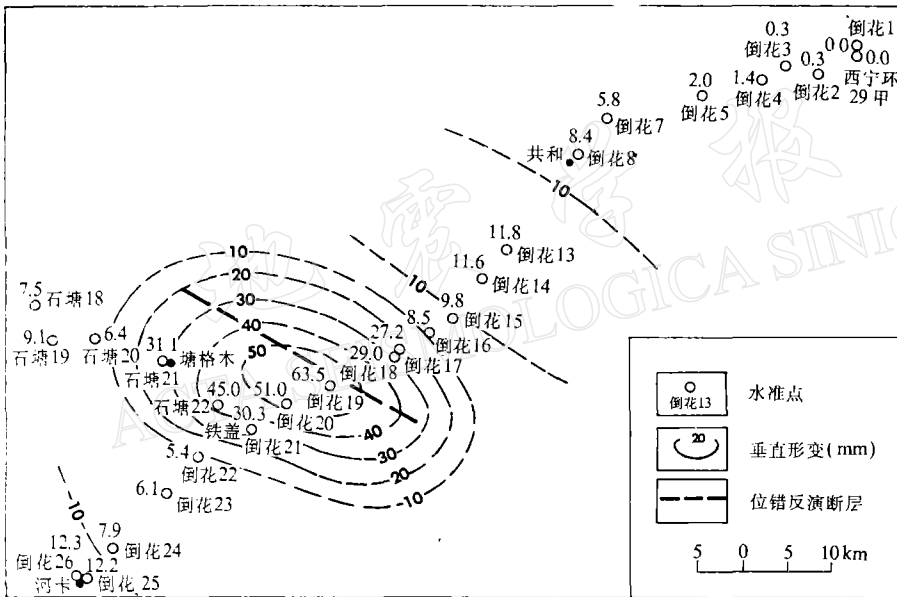 0.3
倒花3
0.0
倒花1
0.0
西宁环
29甲
0.3
倒花2
1.4
倒花4
2.0
倒花5
5.8
倒花7
8.4
共和
倒花8
10
11.8
倒花13
11.6
倒花14
10
9.8
倒花15
8.5
倒花16
27.2
倒花17
29.0
倒花18
63.5
倒花19
51.0
倒花20
30.3
铁盖
倒花21
5.4
倒花22
6.1
倒花23
7.9
倒花24
12.3
倒花26
12.2
倒花25
河卡
10
7.5
石塘18
9.1
石塘19
6.4
石塘20
31.1
塘格木
石塘21
45.0
石塘22
10
20
30
40
50
40
30
20
10
倒花13
水准点
20
垂直形变(mm)
位错反演断层
5 0 5 10km
地震学报
ACTA SEISMOLOGICA SINIC